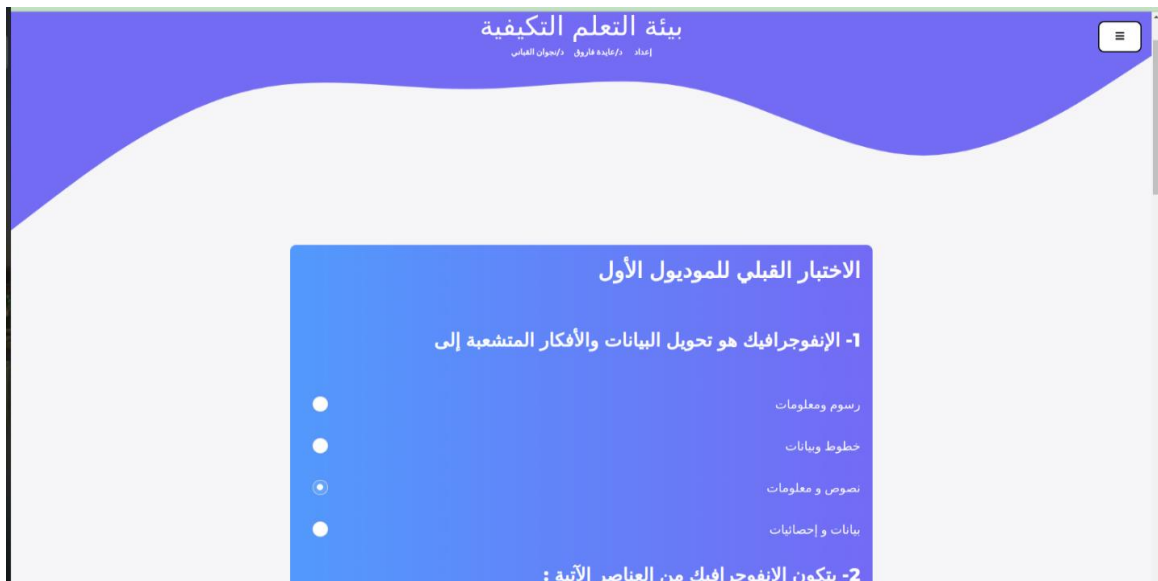 بيئة التعلم التكيفية
إعداد د/عايدة فاروق د/نجوان القباني
الاختبار القبلي للموديول الأول
1- الإنفوجرافيك هو تحويل البيانات والأفكار المتشعبة إلى
رسوم ومعلومات
خطوط وبيانات
نصوص و معلومات
بيانات و إحصائيات
2- يتكون الإنفوجرافيك من العناصر الآتية :